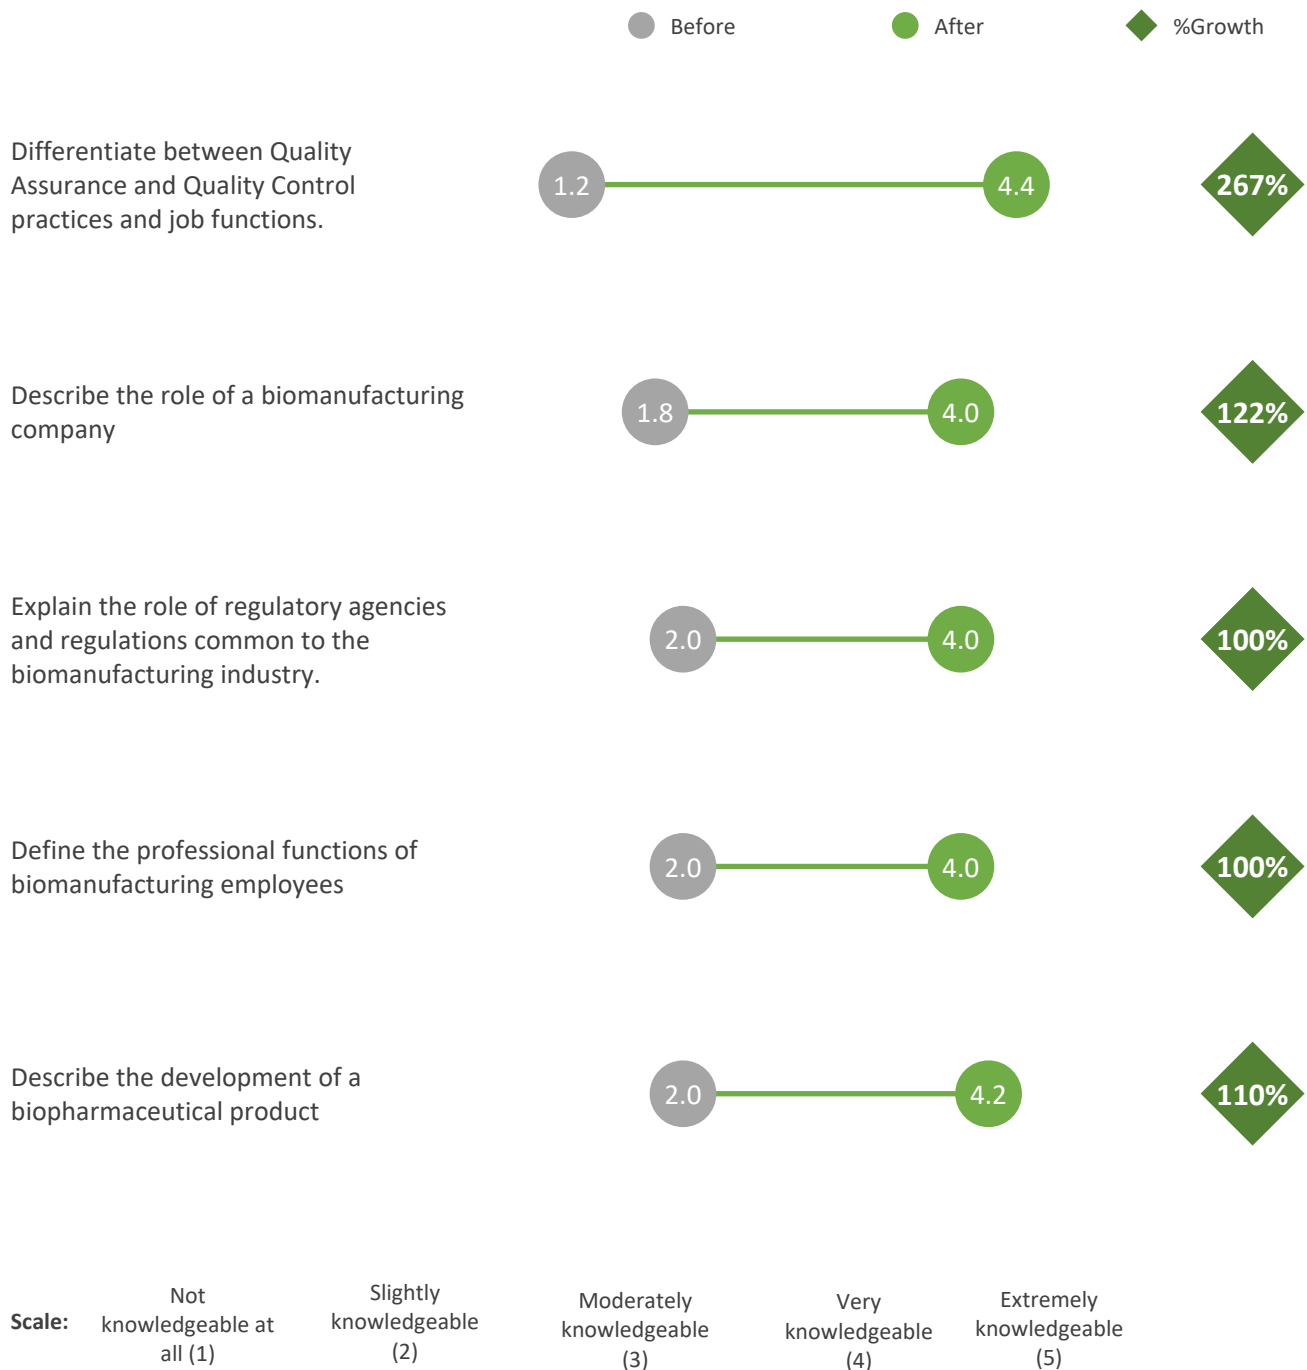 Before After %Growth
Differentiate between Quality
Assurance and Quality Control
practices and job functions.
1.2 4.4 267%
Describe the role of a biomanufacturing
company
1.8 4.0 122%
Explain the role of regulatory agencies
and regulations common to the
biomanufacturing industry.
2.0 4.0 100%
Define the professional functions of
biomanufacturing employees
2.0 4.0 100%
Describe the development of a
biopharmaceutical product
2.0 4.2 110%
Scale:
Not
knowledgeable at
all (1)
Slightly
knowledgeable
(2)
Moderately
knowledgeable
(3)
Very
knowledgeable
(4)
Extremely
knowledgeable
(5)